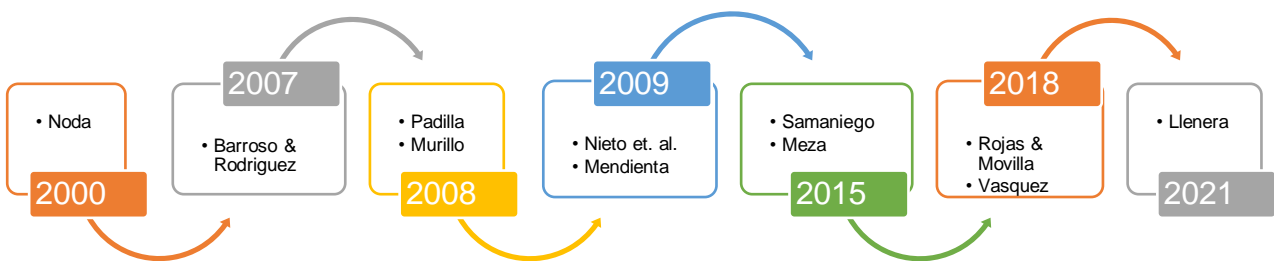 • Noda
2000
2007
• Barroso &
Rodriguez
• Padilla
• Murillo
2008
2009
• Nieto et. al.
• Mendienta
• Samaniego
• Meza
2015
2018
• Rojas &
Movilla
• Vasquez
• Llenera
2021